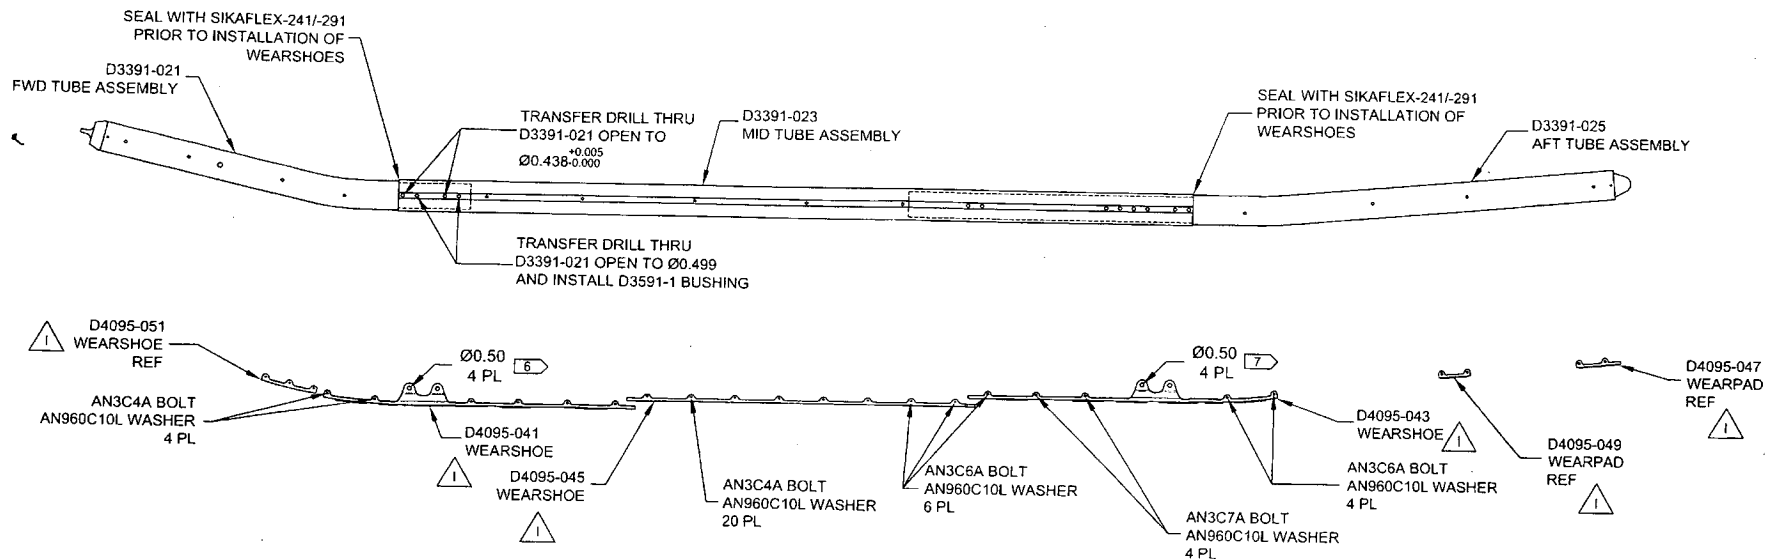 SEAL WITH SIKAFLEX-241/-291
PRIOR TO INSTALLATION OF
WEARSHOES
D3391-021
FWD TUBE ASSEMBLY
TRANSFER DRILL THRU
D3391-021 OPEN TO
Ø0.438+0.005-0.000
D3391-023
MID TUBE ASSEMBLY
SEAL WITH SIKAFLEX-241/-291
PRIOR TO INSTALLATION OF
WEARSHOES
D3391-025
AFT TUBE ASSEMBLY
TRANSFER DRILL THRU
D3391-021 OPEN TO Ø0.499
AND INSTALL D3591-1 BUSHING
1
D4095-051
WEARSHOE
REF
Ø0.50
4 PL
6
AN3C4A BOLT
AN960C10L WASHER
4 PL
D4095-041
WEARSHOE
1
D4095-045
WEARSHOE
1
AN3C4A BOLT
AN960C10L WASHER
20 PL
AN3C6A BOLT
AN960C10L WASHER
6 PL
Ø0.50
4 PL
7
AN3C7A BOLT
AN960C10L WASHER
4 PL
D4095-043
WEARSHOE
1
AN3C6A BOLT
AN960C10L WASHER
4 PL
D4095-049
WEARPAD
REF
1
D4095-047
WEARPAD
REF
1